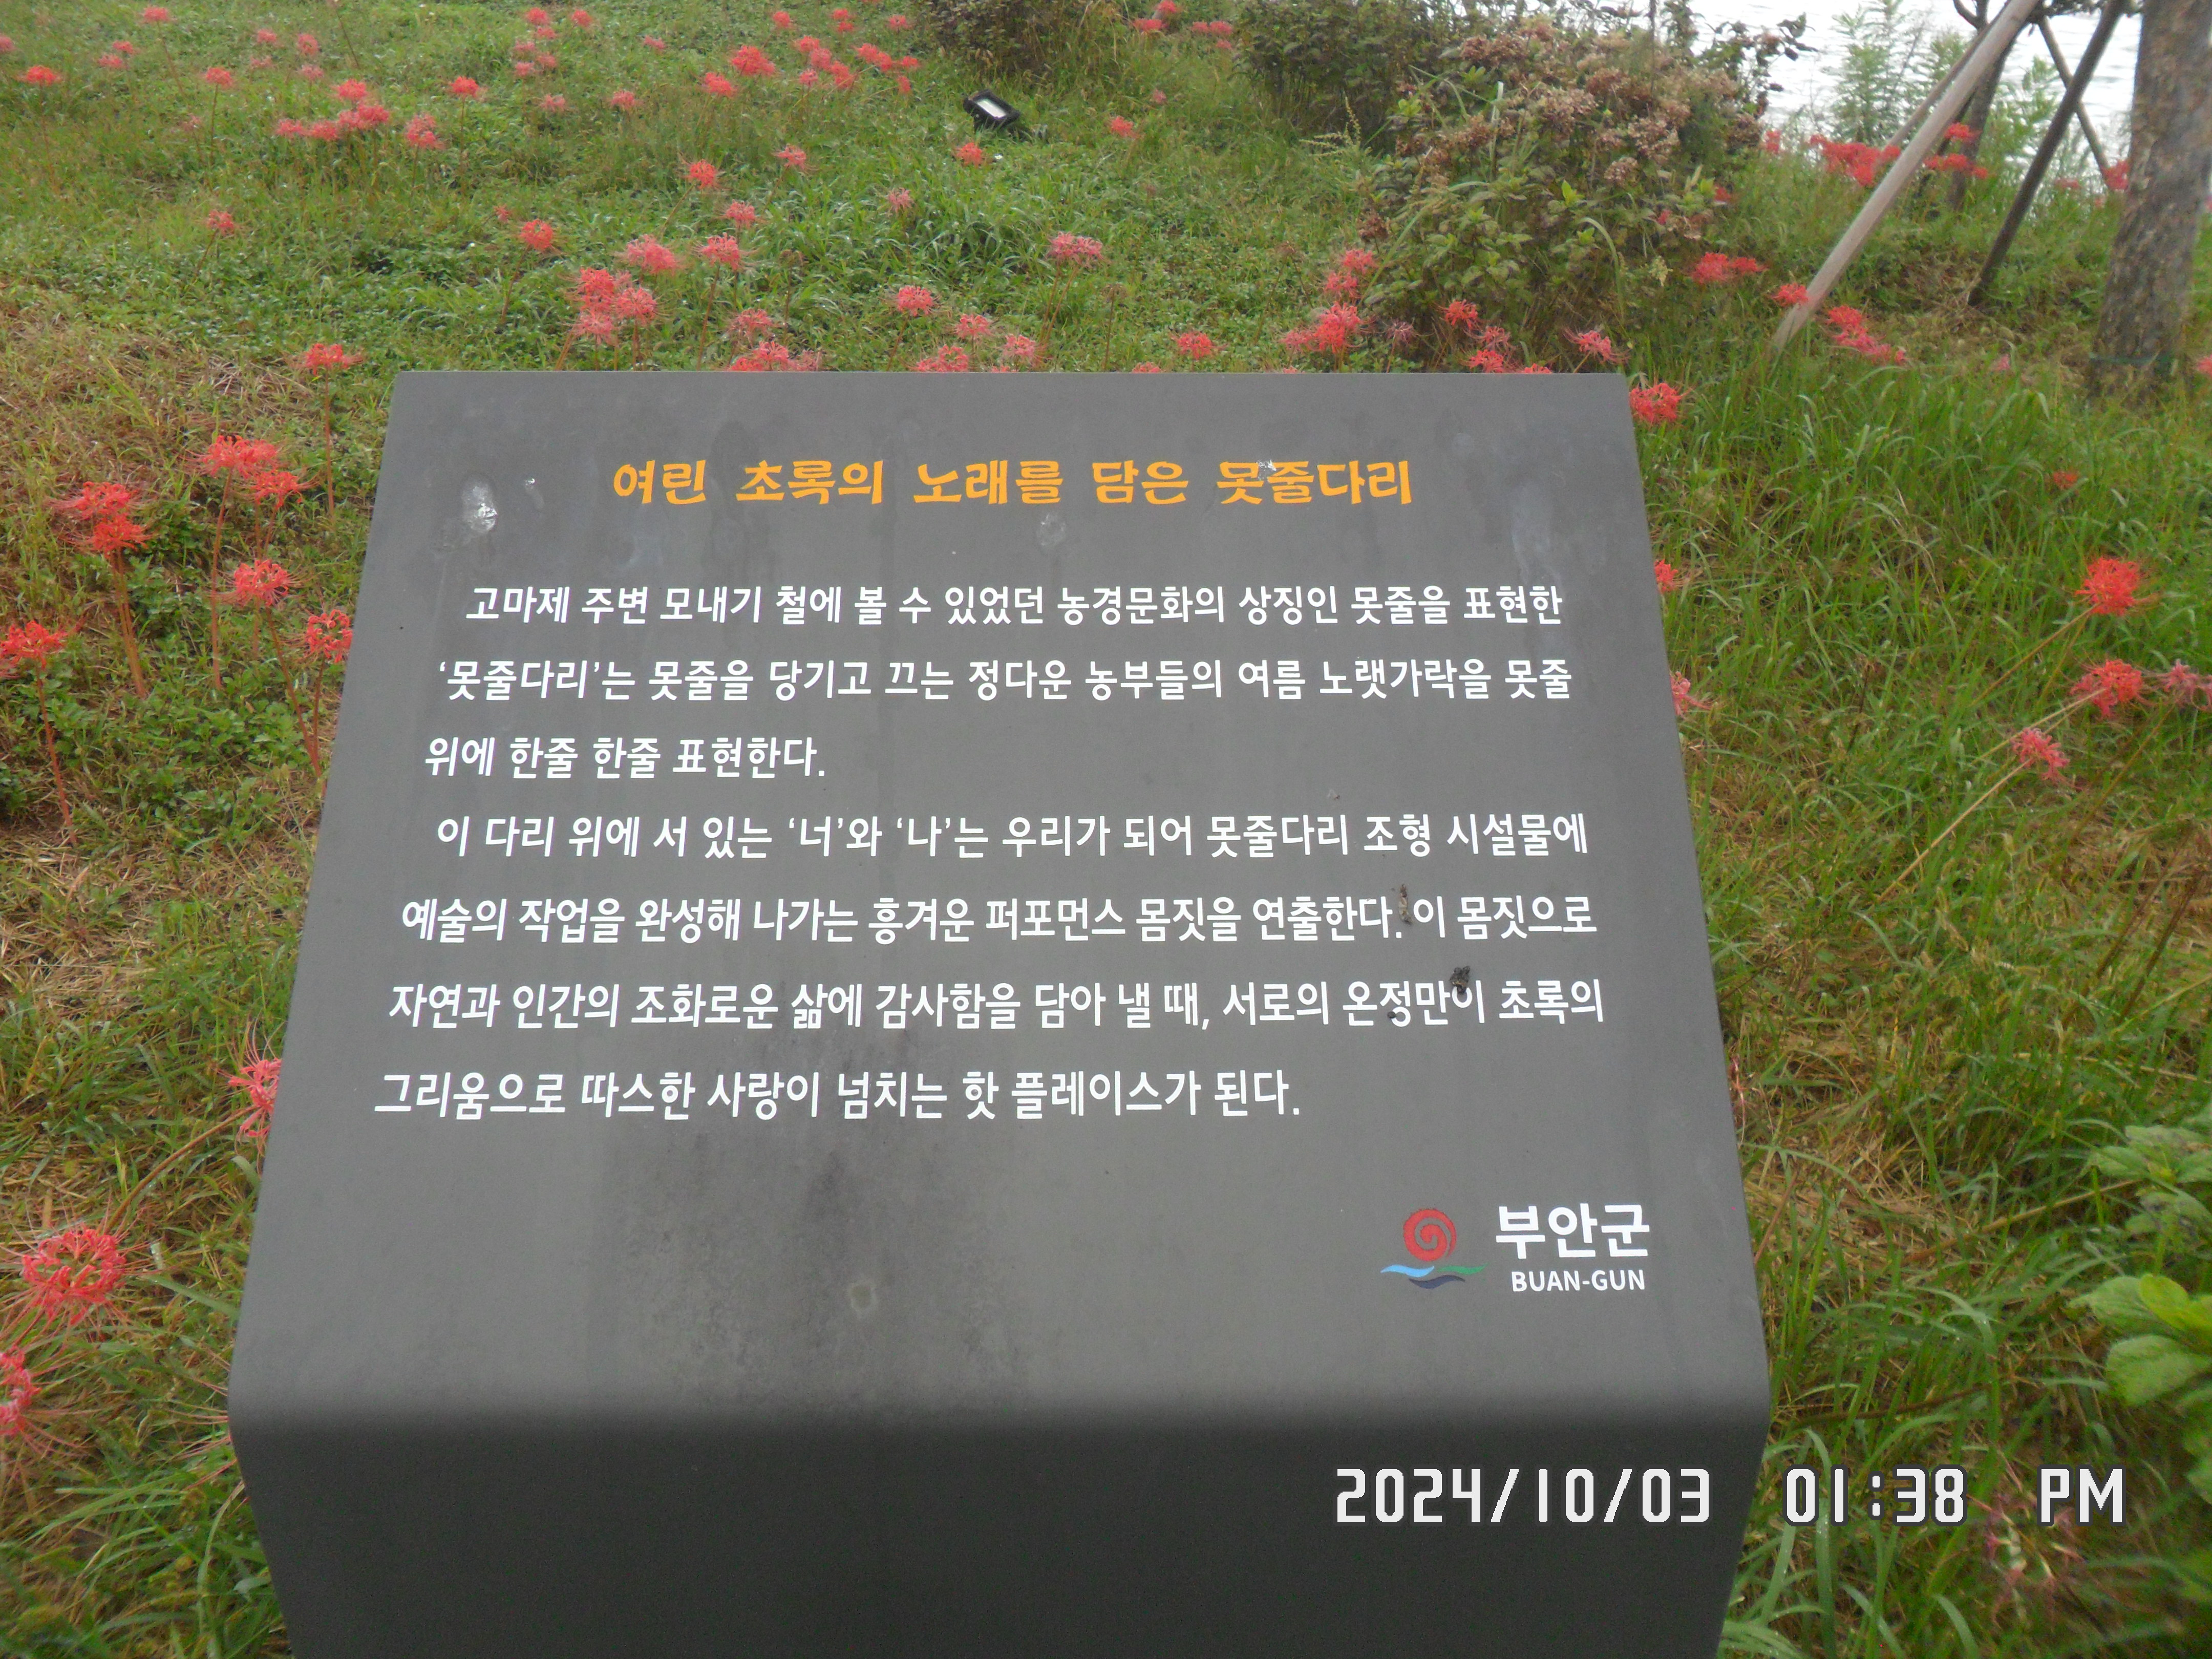 여린 초록의 노래를 담은 못줄다리
고마제 주변 모내기 철에 볼 수 있었던 농경문화의 상징인 못줄을 표현한
‘못줄다리’는 못줄을 당기고 끄는 정다운 농부들의 여름 노랫가락을 못줄
위에 한줄 한줄 표현한다.
이 다리 위에 서 있는 ‘너’와 ‘나’는 우리가 되어 못줄다리 조형 시설물에
예술의 작업을 완성해 나가는 흥겨운 퍼포먼스 몸짓을 연출한다. 이 몸짓으로
자연과 인간의 조화로운 삶에 감사함을 담아 낼 때, 서로의 온정만이 초록의
그리움으로 따스한 사랑이 넘치는 핫 플레이스가 된다.
부안군
BUAN-GUN
2024/10/03 01:38 PM